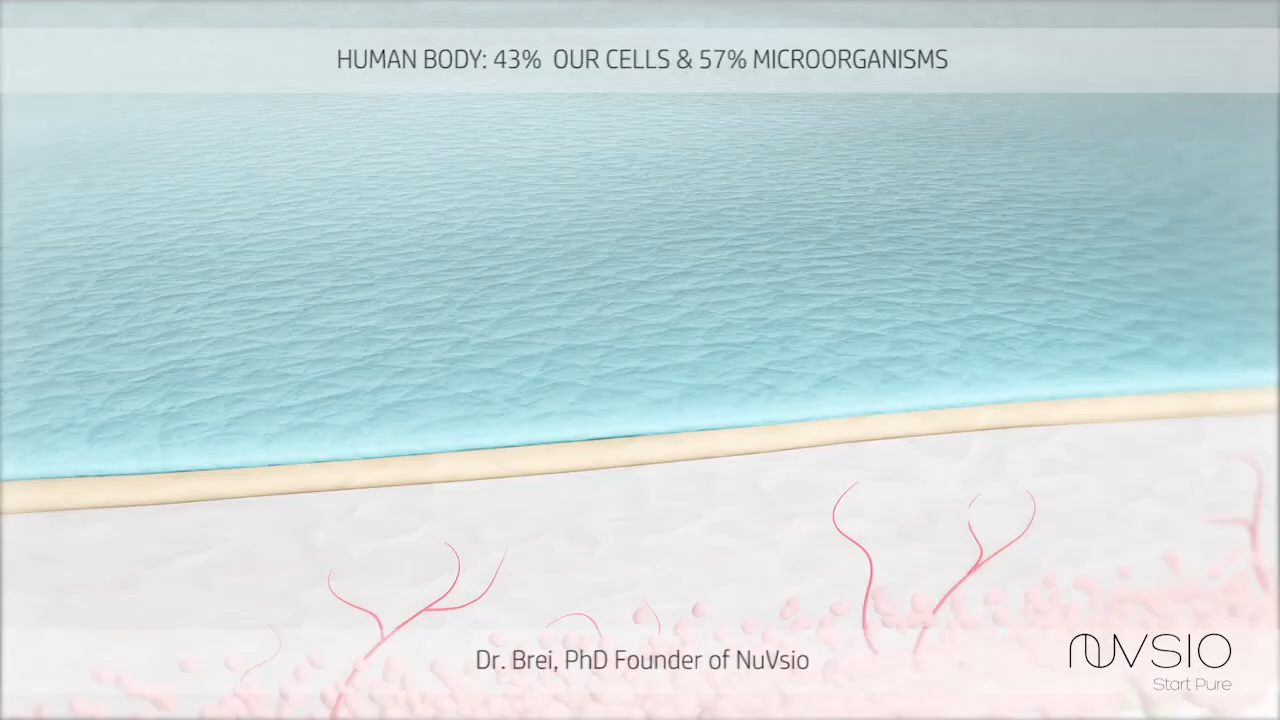 HUMAN BODY: 43% OUR CELLS & 57% MICROORGANISMS
Dr. Brei, PhD Founder of NuVsio
NUVSIO
Start Pure